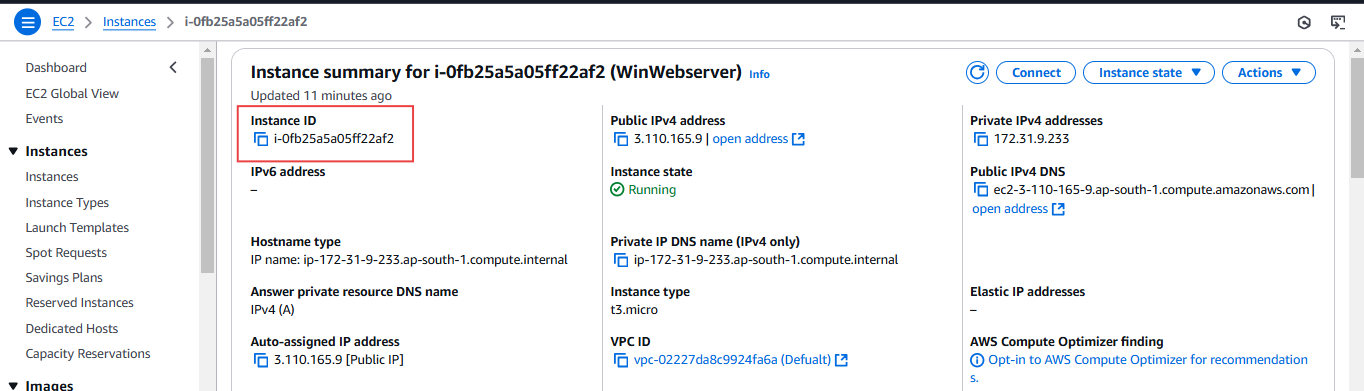 EC2 > Instances > i-0fb25a5a05ff22af2
Dashboard
EC2 Global View
Events
Instances
Instances
Instance Types
Launch Templates
Spot Requests
Savings Plans
Reserved Instances
Dedicated Hosts
Capacity Reservations
Images
Instance summary for i-0fb25a5a05ff22af2 (WinWebserver) Info
Connect
Instance state
Actions
Updated 11 minutes ago
Instance ID
i-0fb25a5a05ff22af2
Public IPv4 address
3.110.165.9 | open address
Private IPv4 addresses
172.31.9.233
IPv6 address
–
Instance state
Running
Public IPv4 DNS
ec2-3-110-165-9.ap-south-1.compute.amazonaws.com |
open address
Hostname type
IP name: ip-172-31-9-233.ap-south-1.compute.internal
Private IP DNS name (IPv4 only)
ip-172-31-9-233.ap-south-1.compute.internal
Answer private resource DNS name
IPv4 (A)
Instance type
t3.micro
Elastic IP addresses
–
Auto-assigned IP address
3.110.165.9 [Public IP]
VPC ID
vpc-02227da8c9924fa6a (Defualt)
AWS Compute Optimizer finding
Opt-in to AWS Compute Optimizer for recommendation
s.